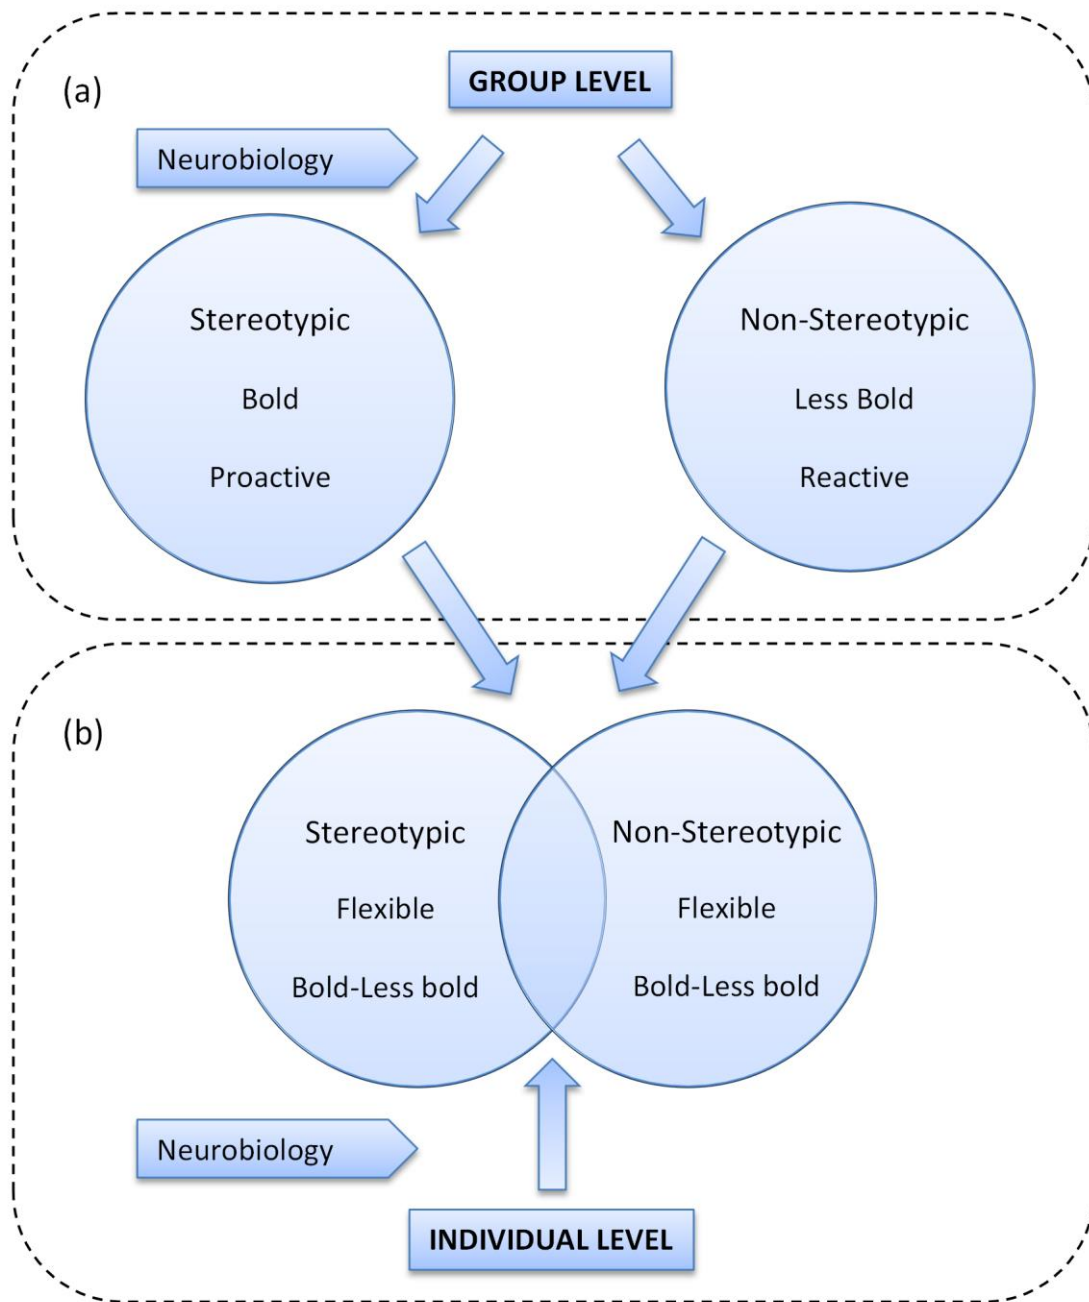 (a)
GROUP LEVEL
Neurobiology
Stereotypic
Bold
Proactive
Non-Stereotypic
Less Bold
Reactive
(b)
Stereotypic
Flexible
Bold-Less bold
Non-Stereotypic
Flexible
Bold-Less bold
Neurobiology
INDIVIDUAL LEVEL